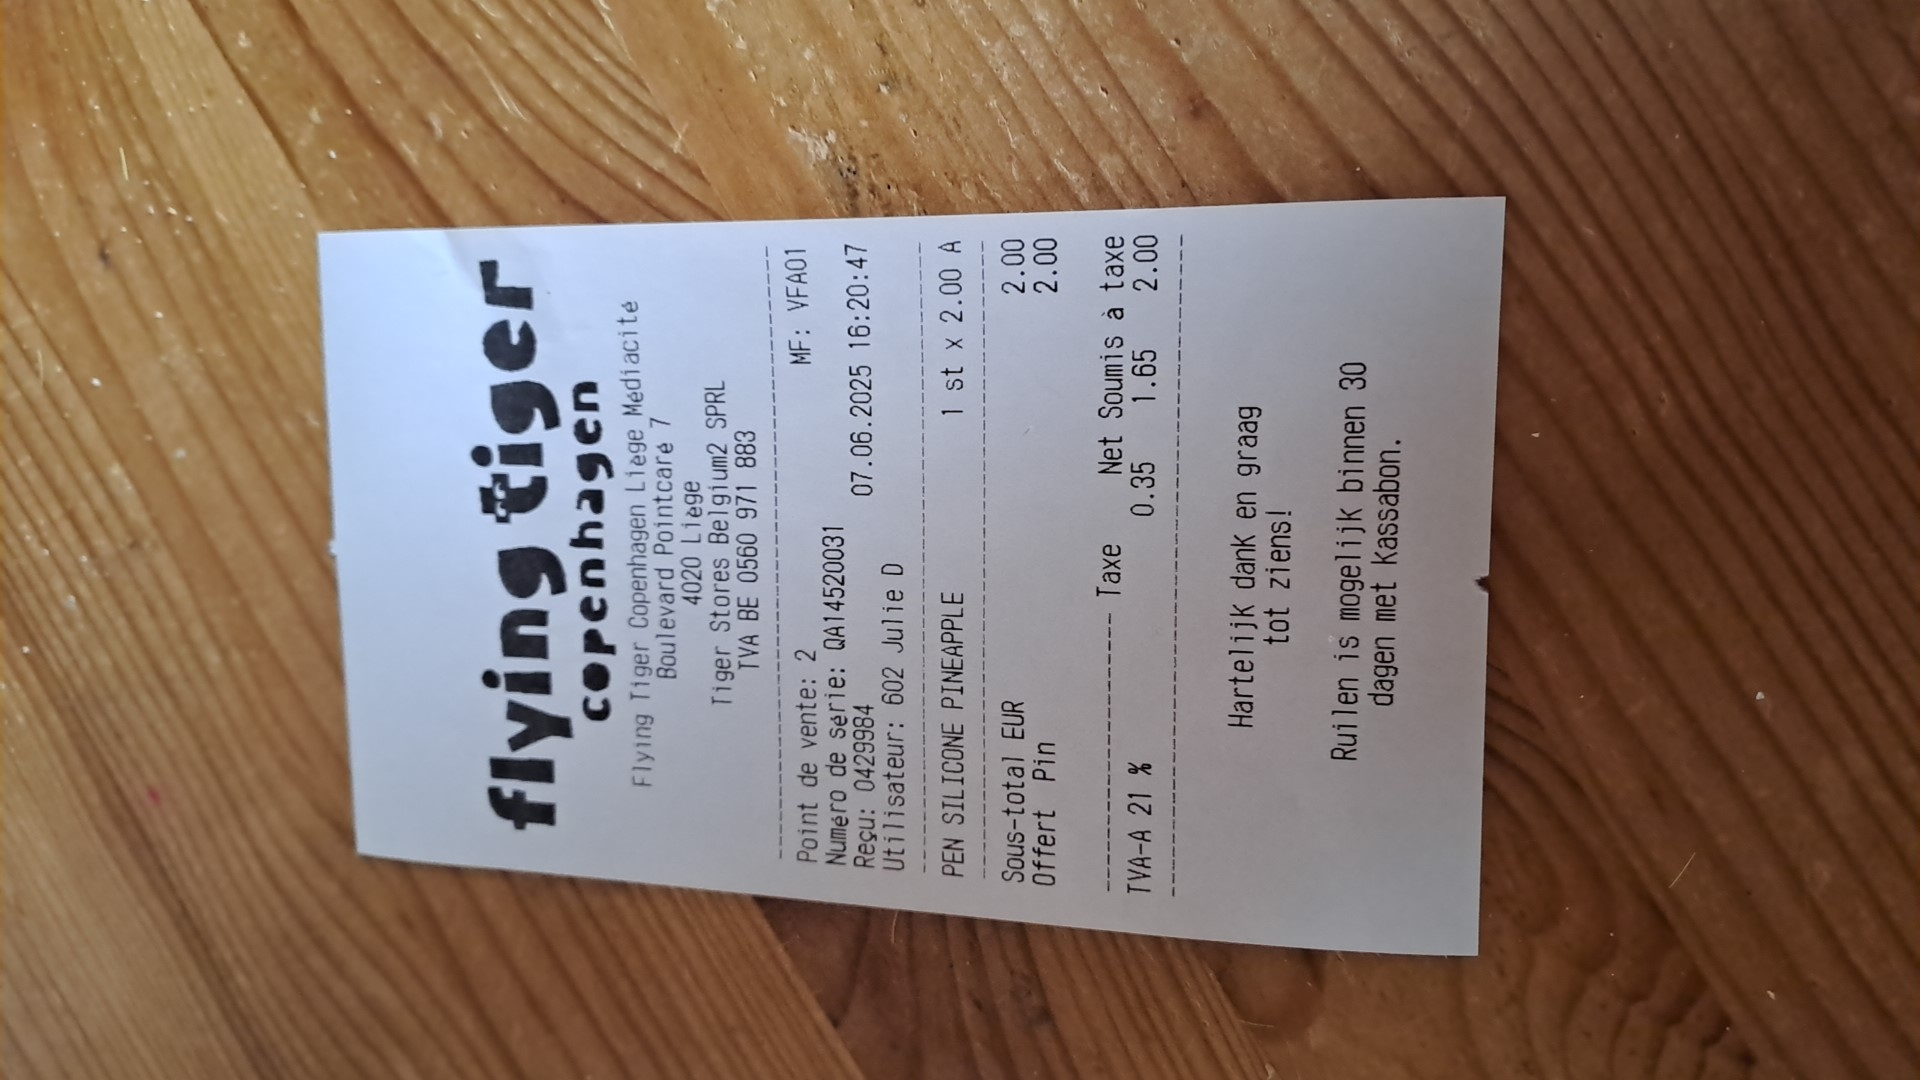 flying tiger
copenhagen
Flying Tiger Copenhagen Liège Médiacité
Boulevard Pointcaré 7
4020 Liège
Tiger Stores Belgium2 SPRL
TVA BE 0560 971 883
Point de vente: 2 MF: VFA01
Numéro de série: QA14520031
Reçu: 0429984 07.06.2025 16:20:47
Utilisateur: 602 Julie D
PEN SILICONE PINEAPPLE 1 st x 2.00 A
Sous-total EUR 2.00
Offert Pin 2.00
Taxe Net Soumis à taxe
TVA-A 21 % 0.35 1.65 2.00
Hartelijk dank en graag
tot ziens!
Ruilen is mogelijk binnen 30
dagen met kassabon.